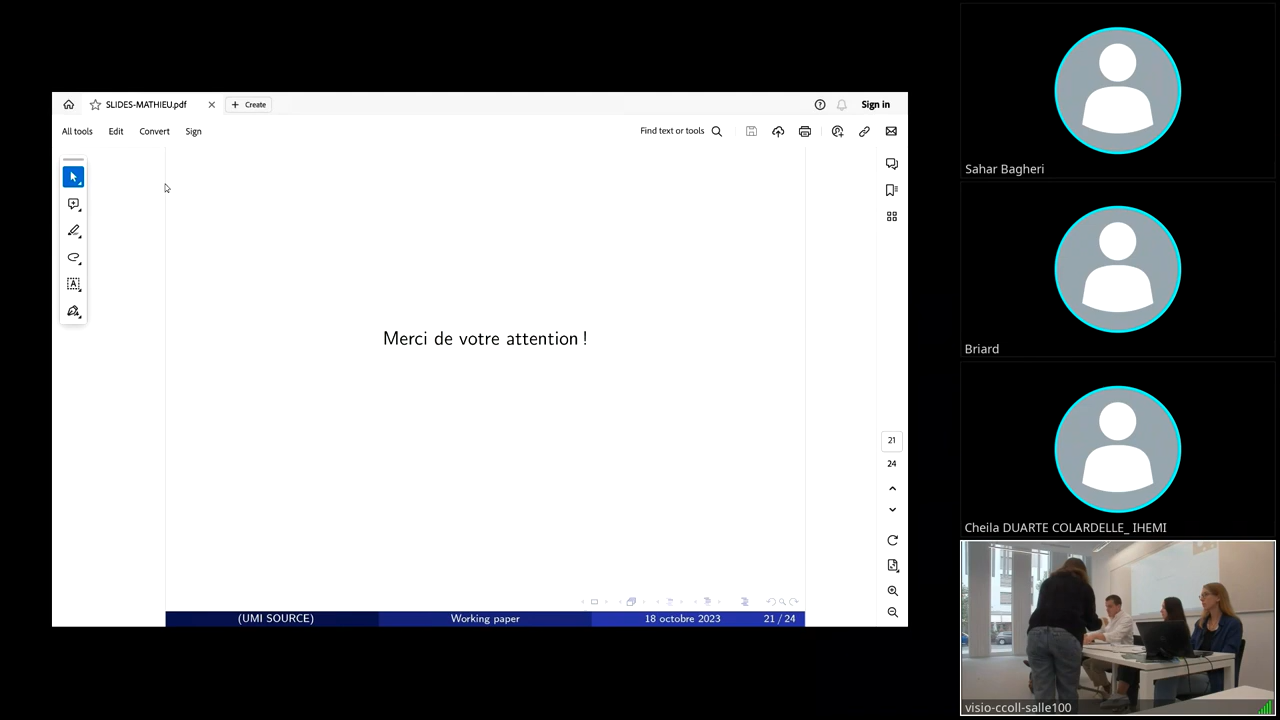 SLIDES-MATHIEU.pdf
Create
Sign in
All tools
Edit
Convert
Sign
Find text or tools
Merci de votre attention !
21
24
(UMI SOURCE)
Working paper
18 octobre 2023
21 / 24
Sahar Bagheri
Briard
Cheila DUARTE COLARDELLE_ IHEMI
visio-ccoll-salle100